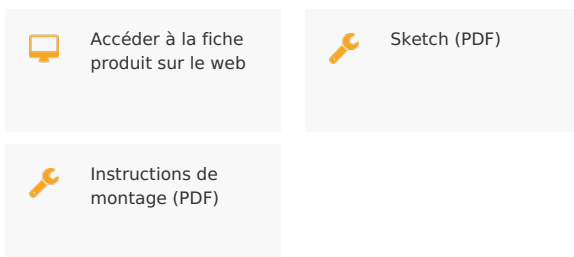 Accéder à la fiche
produit sur le web
Sketch (PDF)
Instructions de
montage (PDF)